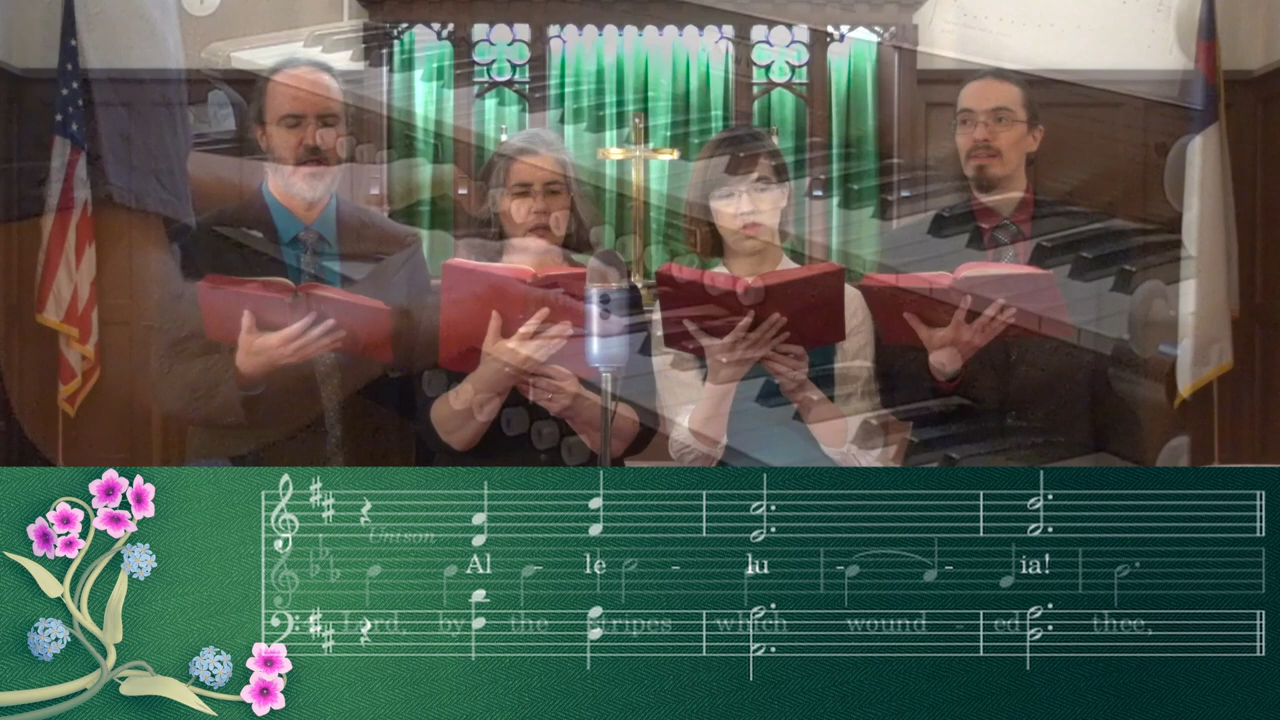 Unison
Al - le - lu - - ia!
Lord, by the stripes which wound - ed thee,